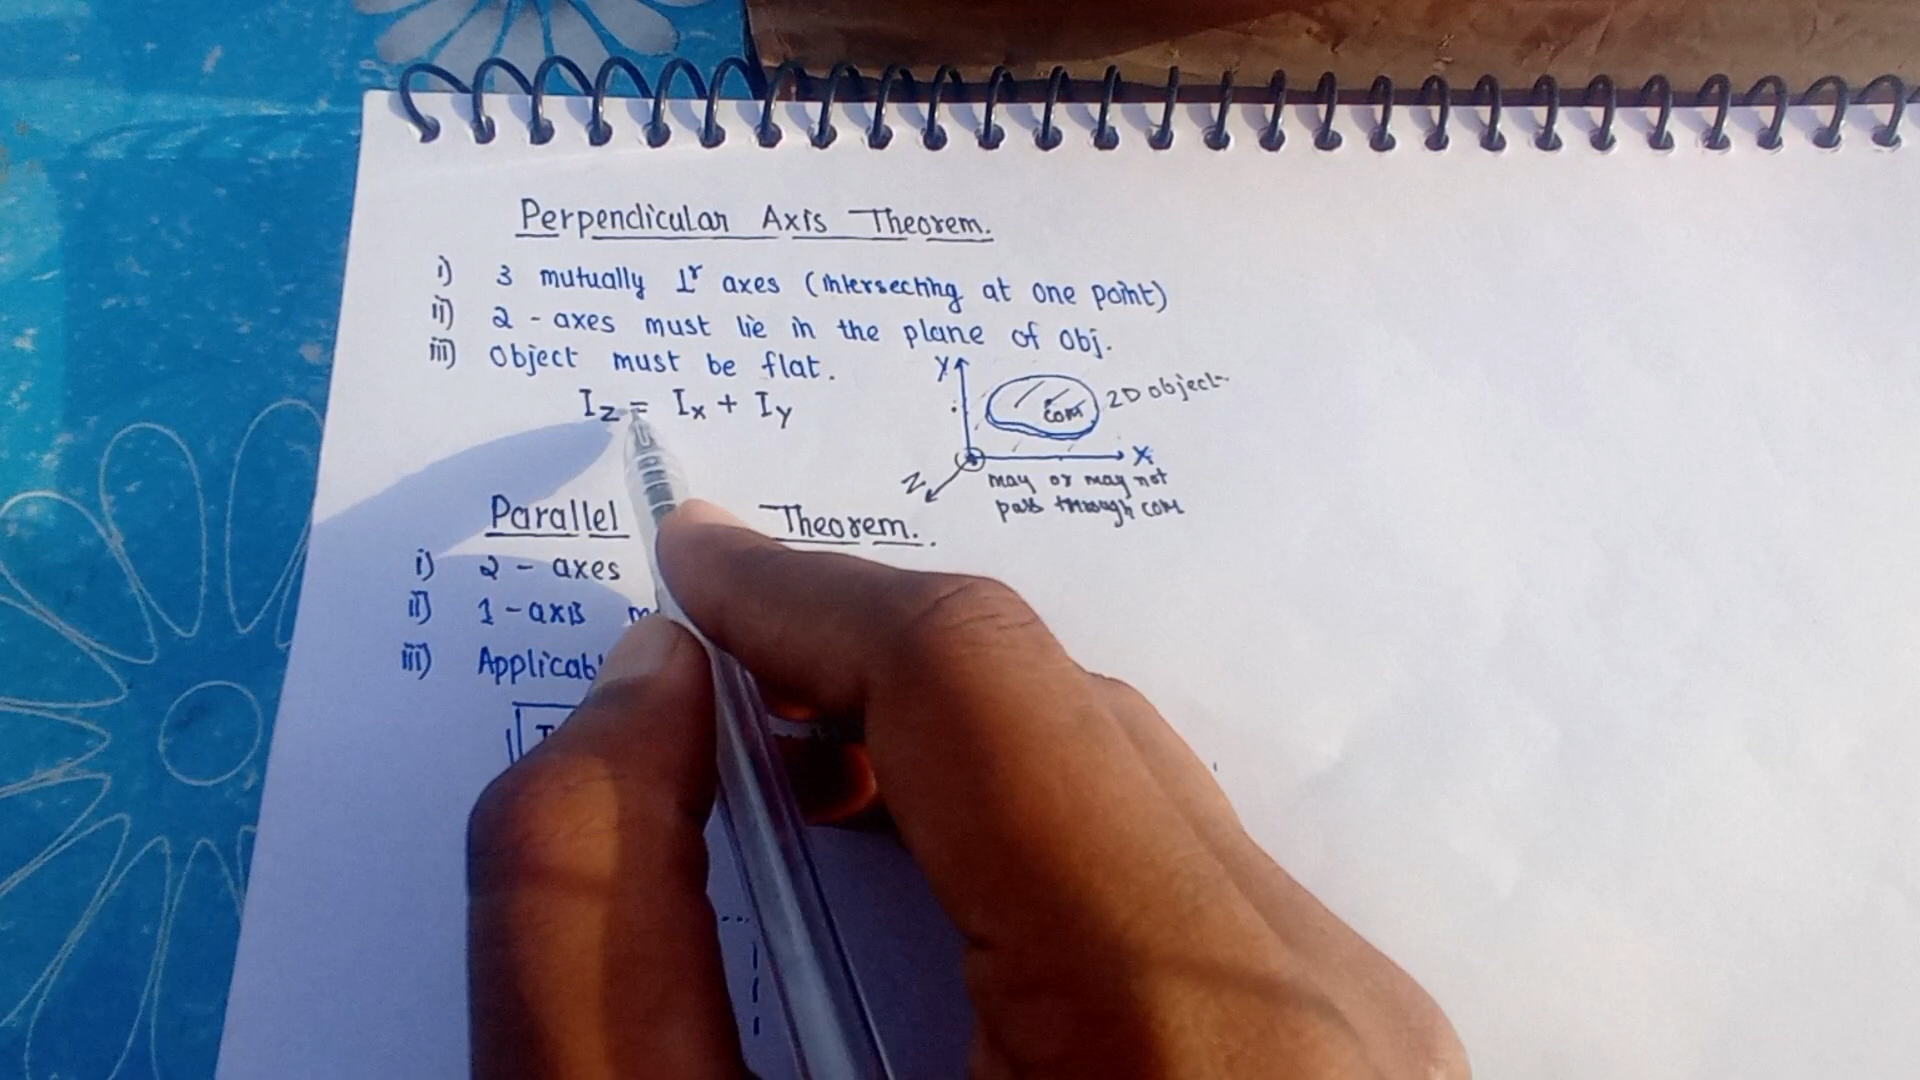 Perpendicular Axis Theorem.
i) 3 mutually ⊥r axes (intersecting at one point)
ii) 2 - axes must lie in the plane of obj.
iii) Object must be flat.
Iz = Ix + Iy
Y
COM
2D object
X
Z
may or may not
pass through COM
Parallel Theorem.
i) 2 - axes
ii) 1 - axis
iii)